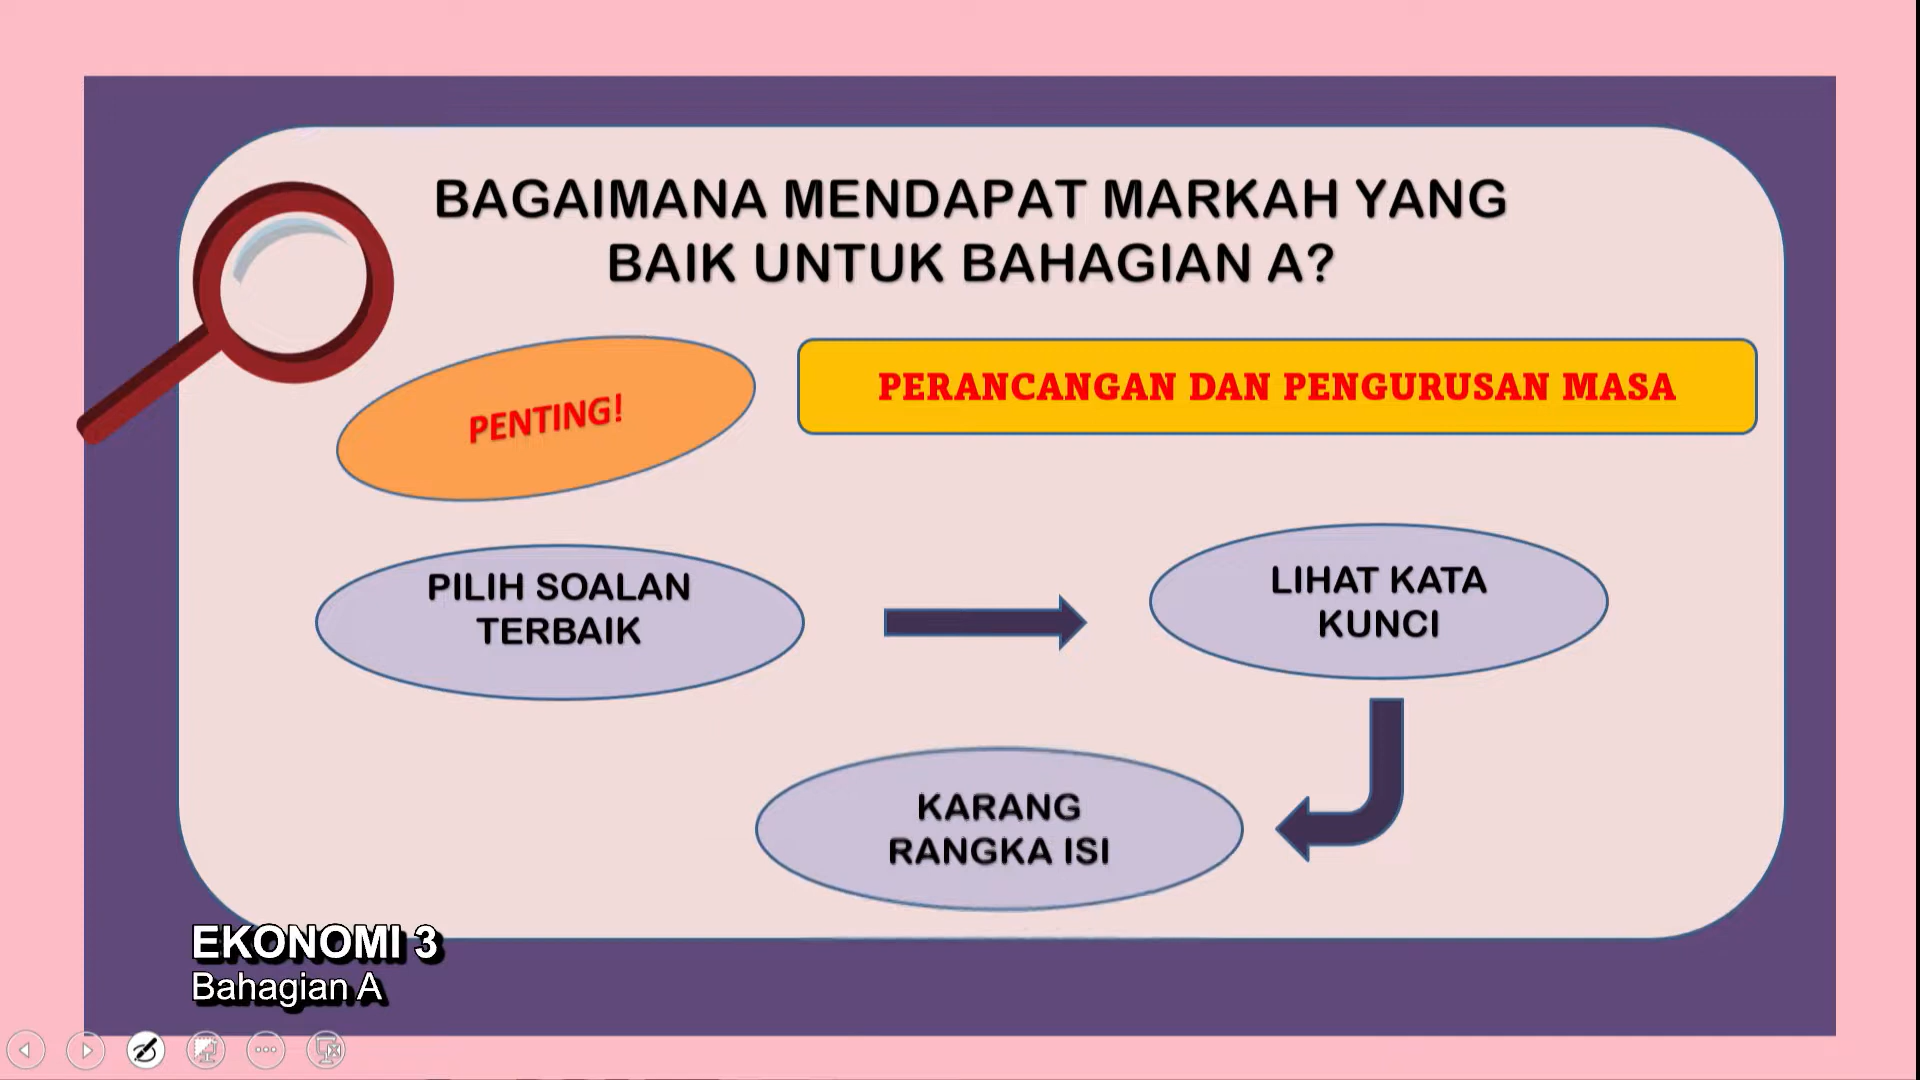 BAGAIMANA MENDAPAT MARKAH YANG
BAIK UNTUK BAHAGIAN A?
PENTING!
PERANCANGAN DAN PENGURUSAN MASA
PILIH SOALAN
TERBAIK
LIHAT KATA
KUNCI
KARANG
RANGKA ISI
EKONOMI 3
Bahagian A